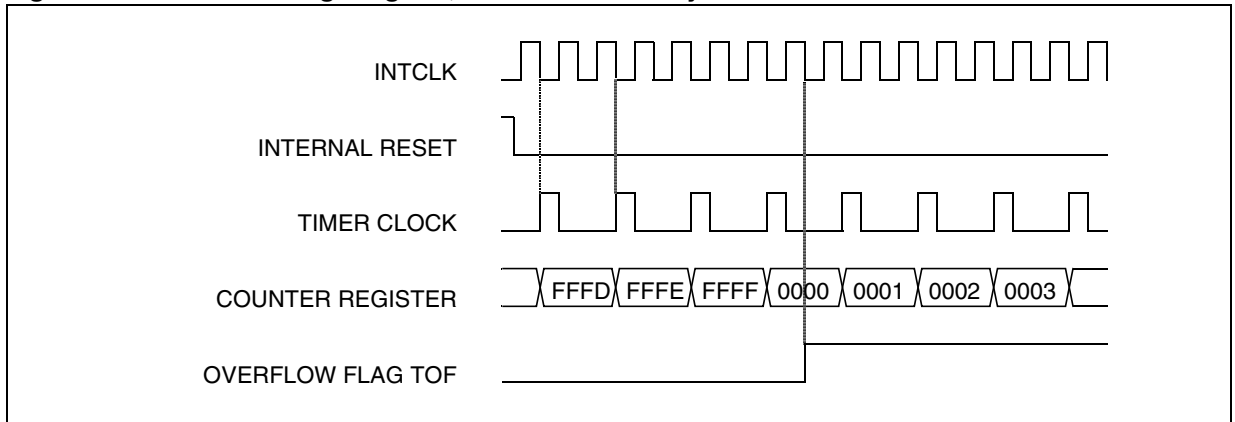 INTCLK
INTERNAL RESET
TIMER CLOCK
COUNTER REGISTER
FFFD FFFE FFFF 0000 0001 0002 0003
OVERFLOW FLAG TOF